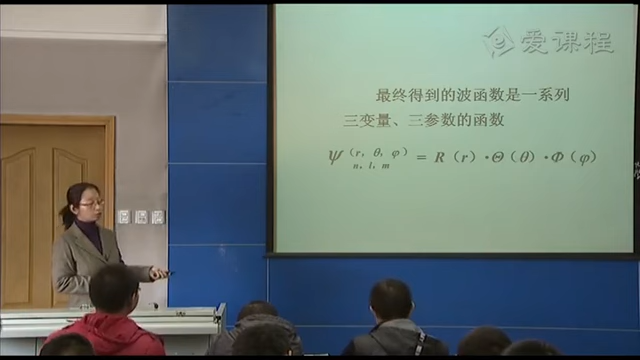 爱课程
最终得到的波函数是一系列
三变量、三参数的函数
Ψ (r, θ, φ) = R (r) · Θ (θ) · Φ (φ)
n, l, m